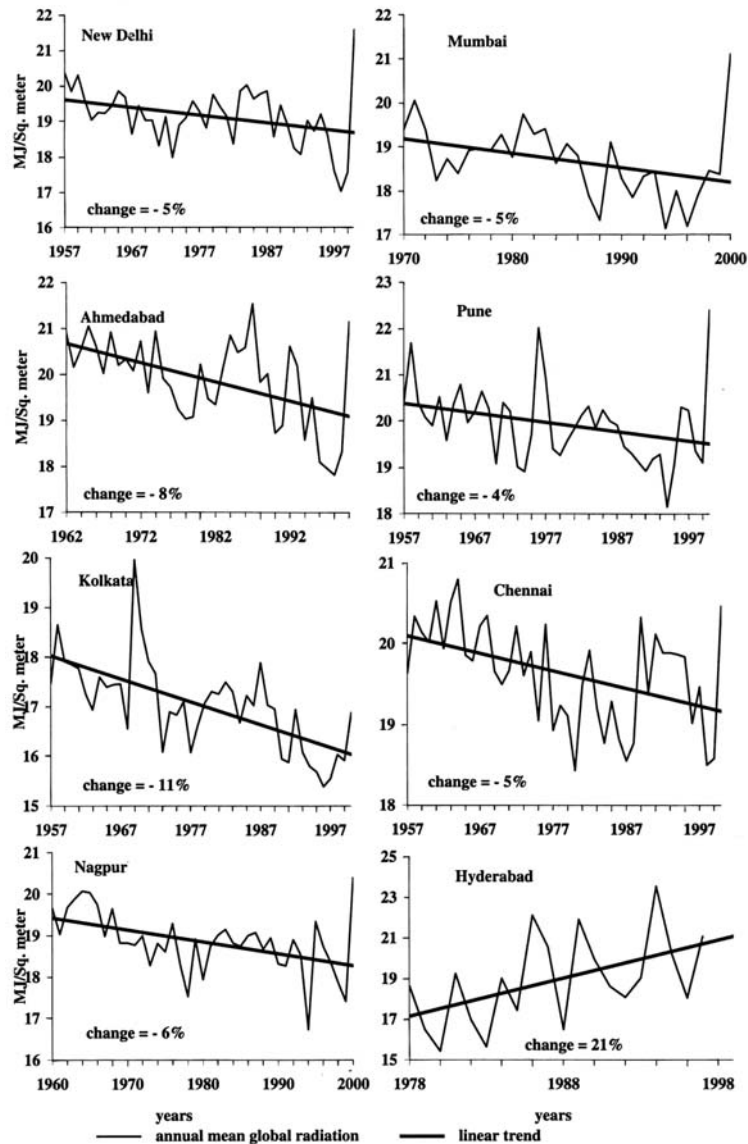 New Delhi
MJ/Sq. meter
22
21
20
19
18
17
16
change = - 5%
1957 1967 1977 1987 1997
Mumbai
22
21
20
19
18
17
change = - 5%
1970 1980 1990 2000
Ahmedabad
MJ/Sq. meter
22
21
20
19
18
17
change = - 8%
1962 1972 1982 1992
Pune
23
22
21
20
19
18
change = - 4%
1957 1967 1977 1987 1997
Kolkata
MJ/Sq. meter
20
19
18
17
16
15
change = - 11%
1957 1967 1977 1987 1997
Chennai
21
20
19
18
change = - 5%
1957 1967 1977 1987 1997
Nagpur
MJ/Sq. meter
21
20
19
18
17
16
change = - 6%
1960 1970 1980 1990 2000
Hyderabad
25
23
21
19
17
15
change = 21%
1978 1988 1998
years years
annual mean global radiation linear trend